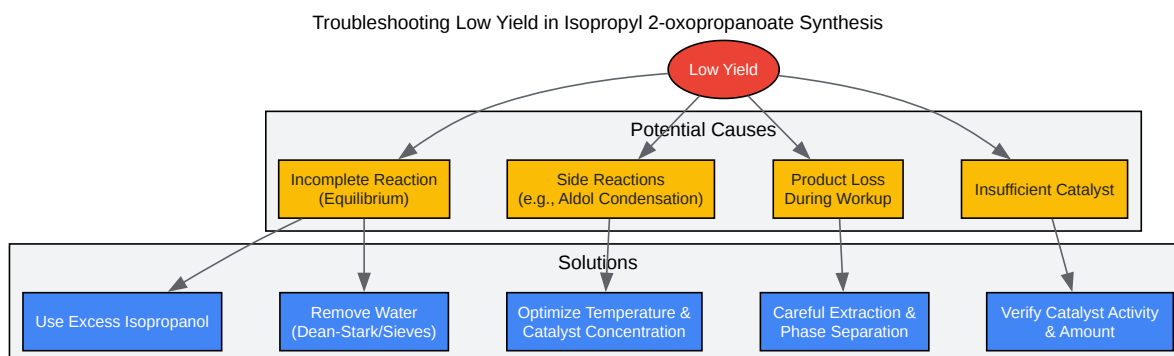 Troubleshooting Low Yield in Isopropyl 2-oxopropanoate Synthesis
Low Yield
Potential Causes
Incomplete Reaction
(Equilibrium)
Side Reactions
(e.g., Aldol Condensation)
Product Loss
During Workup
Insufficient Catalyst
Solutions
Use Excess Isopropanol
Remove Water
(Dean-Stark/Sieves)
Optimize Temperature &
Catalyst Concentration
Careful Extraction &
Phase Separation
Verify Catalyst Activity
& Amount